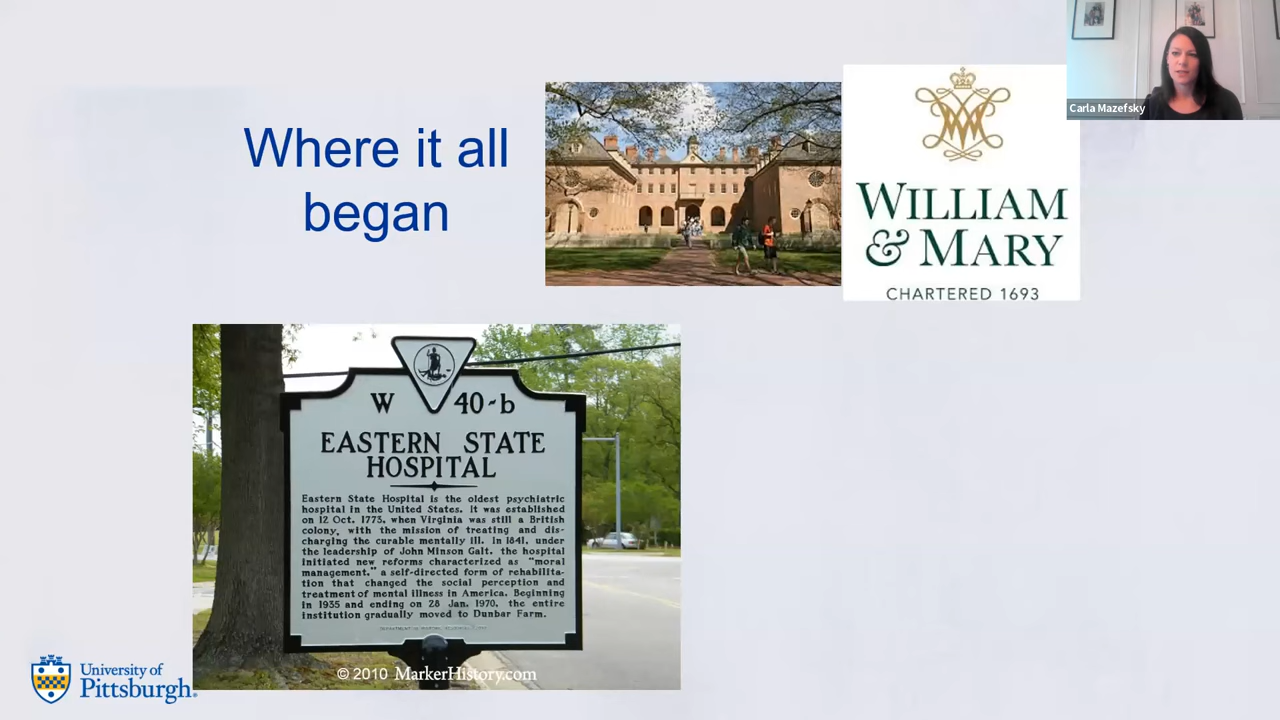 Where it all
began
WILLIAM
& MARY
CHARTERED 1693
Carla Mazefsky
W 40-b
EASTERN STATE
HOSPITAL
Eastern State Hospital is the oldest psychiatric
hospital in the United States. It was established
on 12 Oct. 1773, when Virginia was still a British
colony, with the mission of treating and dis-
charging the curable mentally ill. In 1841, under
the leadership of John Minson Galt, the hospital
initiated new reforms characterized as "moral
management," a self-directed form of rehabilita-
tion that changed the social perception and
treatment of mental illness in America. Beginning
in 1935 and ending on 28 Jan. 1970, the entire
institution gradually moved to Dunbar Farm.
© 2010 MarkerHistory.com
University of
Pittsburgh.